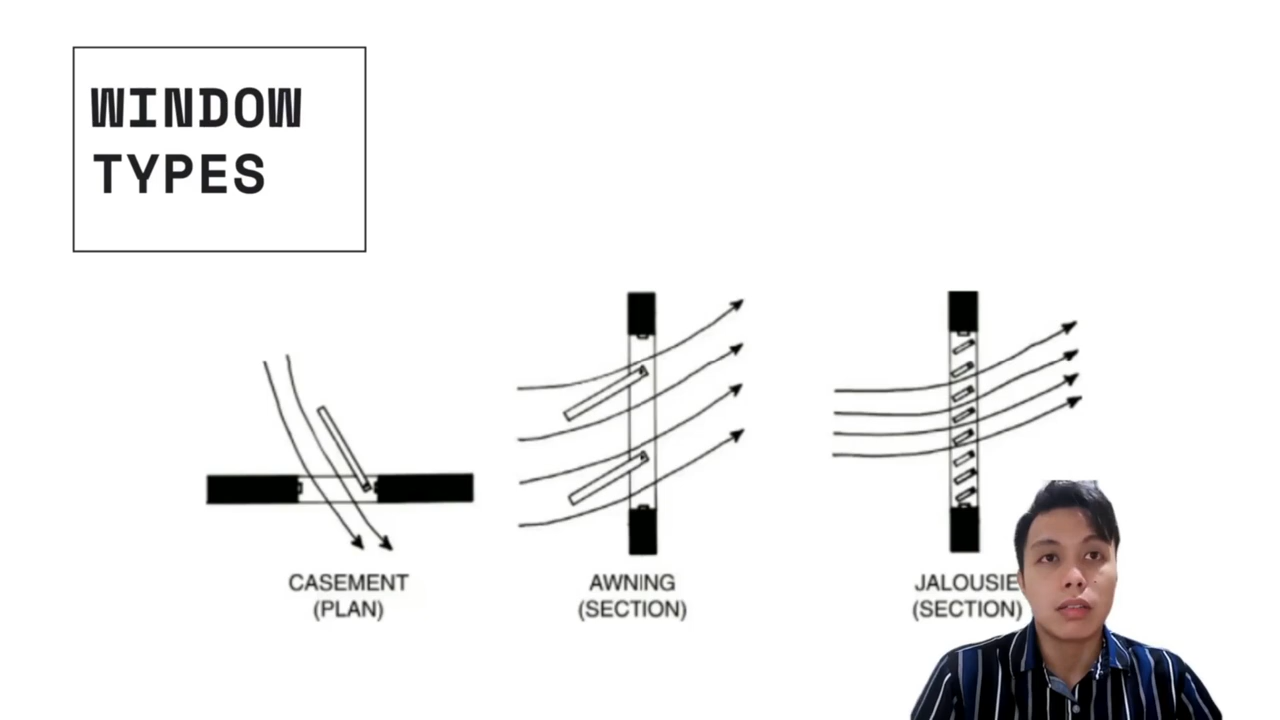 WINDOW
TYPES
CASEMENT
(PLAN)
AWNING
(SECTION)
JALOUSIE
(SECTION)